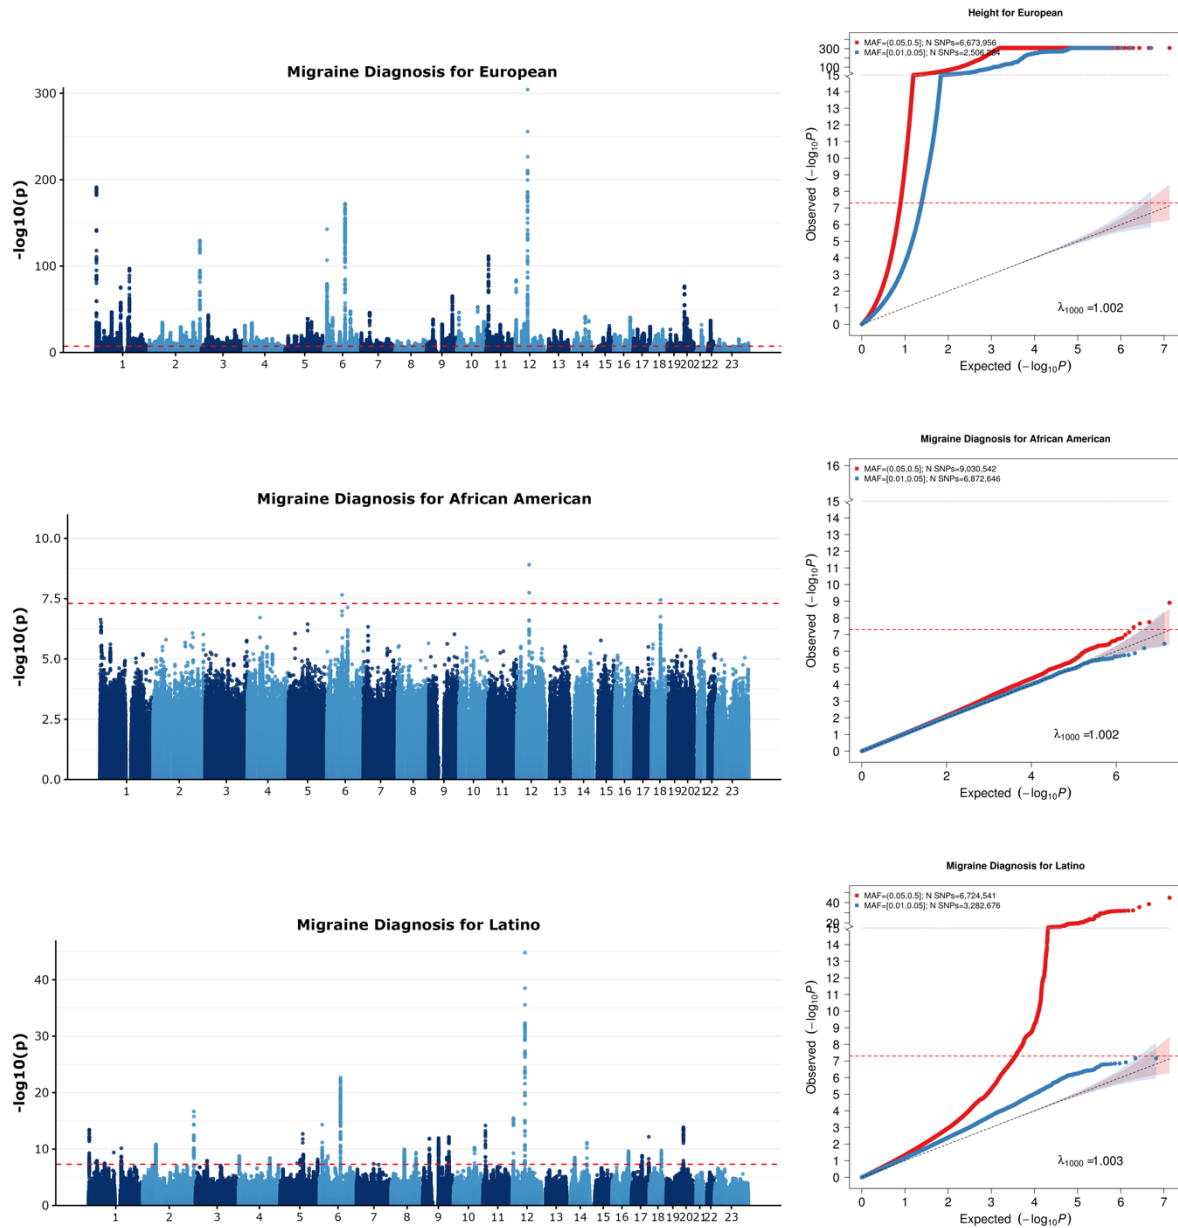 Migraine Diagnosis for European
-log10(p)
300
200
100
0
1 2 3 4 5 6 7 8 9 10 11 12 13 14 15 16 17 18 19 20 21 22 23
Height for European
MAF=(0.05,0.5]; N SNPs=6,673,956
MAF=[0.01,0.05]; N SNPs=2,506,
Observed (−log10P)
300
100
15
14
13
12
11
10
9
8
7
6
5
4
3
2
1
0
λ1000 =1.002
0 1 2 3 4 5 6 7
Expected (−log10P)
Migraine Diagnosis for African American
-log10(p)
10.0
7.5
5.0
2.5
0.0
1 2 3 4 5 6 7 8 9 10 11 12 13 14 15 16 17 18 19 20 21 22 23
Migraine Diagnosis for African American
MAF=(0.05,0.5]; N SNPs=9,030,542
MAF=[0.01,0.05]; N SNPs=6,872,646
Observed (−log10P)
16
15
14
13
12
11
10
9
8
7
6
5
4
3
2
1
0
λ1000 =1.002
0 2 4 6
Expected (−log10P)
Migraine Diagnosis for Latino
-log10(p)
40
30
20
10
0
1 2 3 4 5 6 7 8 9 10 11 12 13 14 15 16 17 18 19 20 21 22 23
Migraine Diagnosis for Latino
MAF=(0.05,0.5]; N SNPs=6,724,541
MAF=[0.01,0.05]; N SNPs=3,282,676
Observed (−log10P)
40
20
15
14
13
12
11
10
9
8
7
6
5
4
3
2
1
0
λ1000 =1.003
0 1 2 3 4 5 6 7
Expected (−log10P)